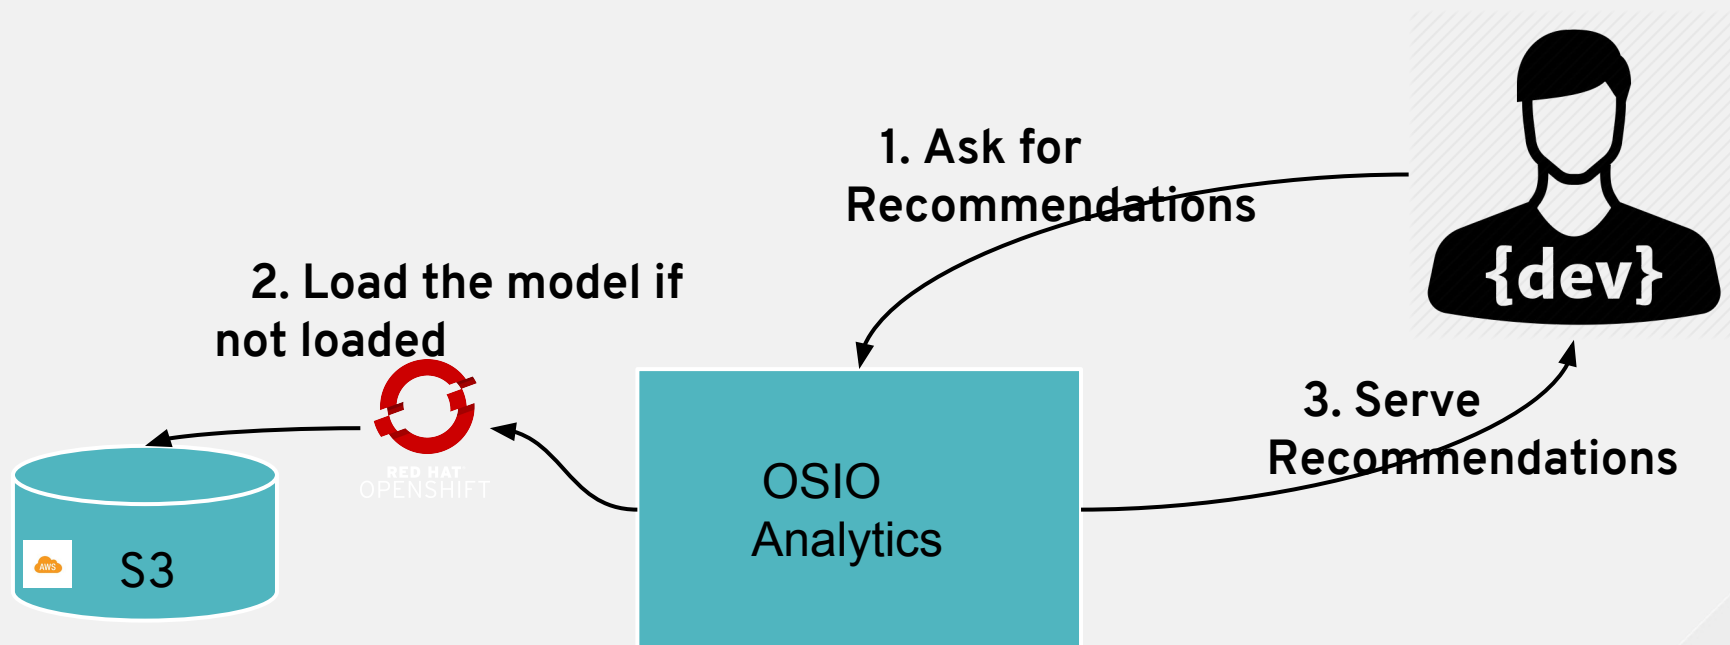 1. Ask for
Recommendations
{dev}
2. Load the model if
not loaded
3. Serve
Recommendations
RED HAT
OPENSHIFT
OSIO
Analytics
AWS
S3